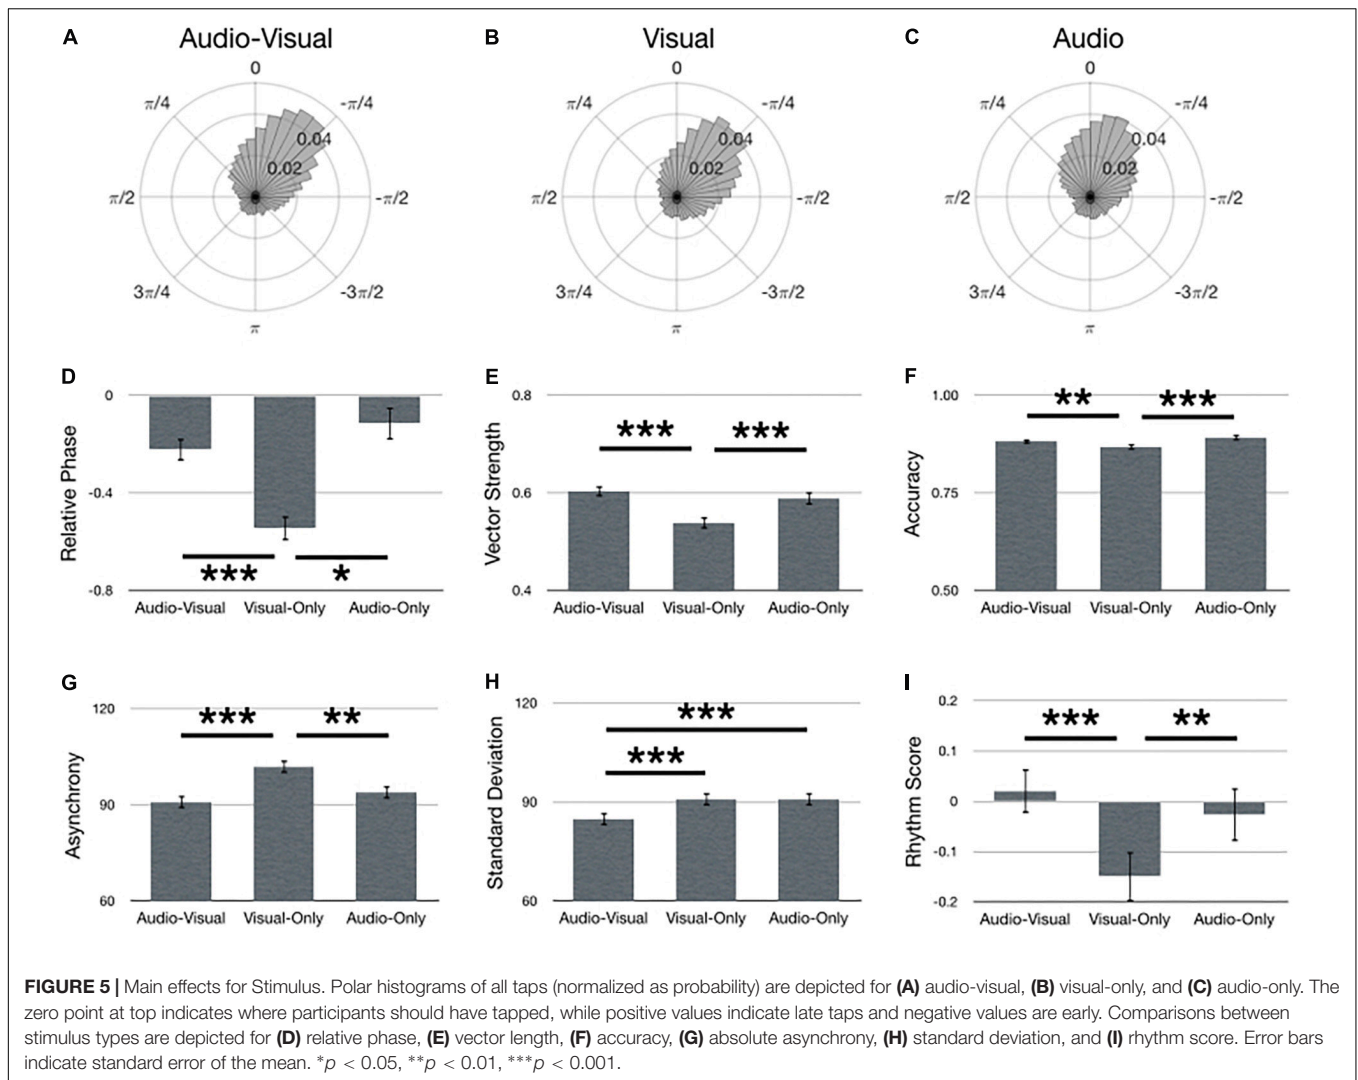 A Audio-Visual B Visual C Audio
0 0 0
π/4 -π/4 π/4 -π/4 π/4 -π/4
0.04 0.04 0.04
0.02 0.02 0.02
π/2 -π/2 π/2 -π/2 π/2 -π/2
3π/4 -3π/2 3π/4 -3π/2 3π/4 -3π/2
π π π
D
Relative Phase
0
-0.4
-0.8
*** *
Audio-Visual Visual-Only Audio-Only
E
Vector Strength
0.8
0.6
0.4
*** ***
Audio-Visual Visual-Only Audio-Only
F
Accuracy
1.00
0.75
0.50
** ***
Audio-Visual Visual-Only Audio-Only
G
Asynchrony
120
90
60
*** **
Audio-Visual Visual-Only Audio-Only
H
Standard Deviation
120
90
60
***
***
Audio-Visual Visual-Only Audio-Only
I
Rhythm Score
0.2
0.1
0
-0.1
-0.2
*** **
Audio-Visual Visual-Only Audio-Only
FIGURE 5 | Main effects for Stimulus. Polar histograms of all taps (normalized as probability) are depicted for (A) audio-visual, (B) visual-only, and (C) audio-only. The
zero point at top indicates where participants should have tapped, while positive values indicate late taps and negative values are early. Comparisons between
stimulus types are depicted for (D) relative phase, (E) vector length, (F) accuracy, (G) absolute asynchrony, (H) standard deviation, and (I) rhythm score. Error bars
indicate standard error of the mean. *p < 0.05, **p < 0.01, ***p < 0.001.